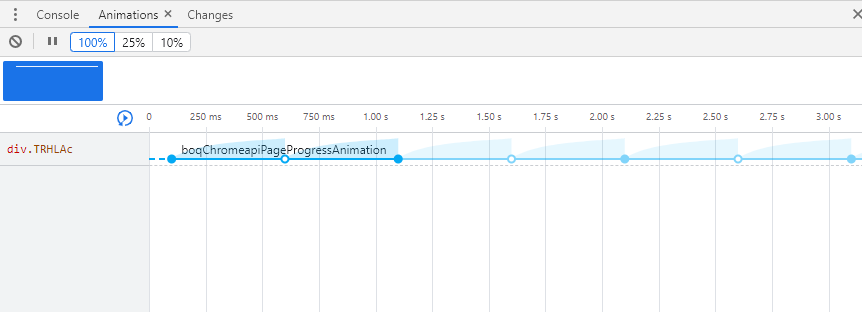 Console Animations Changes
100% 25% 10%
0 250 ms 500 ms 750 ms 1.00 s 1.25 s 1.50 s 1.75 s 2.00 s 2.25 s 2.50 s 2.75 s 3.00 s
div.TRHLAc boqChromeapiPageProgressAnimation